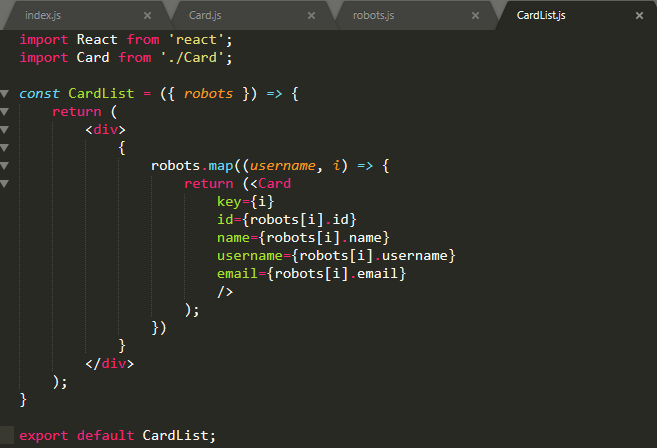 index.js × Card.js × robots.js × CardList.js ×
import React from 'react';
import Card from './Card';
const CardList = ({ robots }) => {
return (
<div>
{
robots.map((username, i) => {
return (<Card
key={i}
id={robots[i].id}
name={robots[i].name}
username={robots[i].username}
email={robots[i].email}
/>
);
})
}
</div>
);
}
export default CardList;